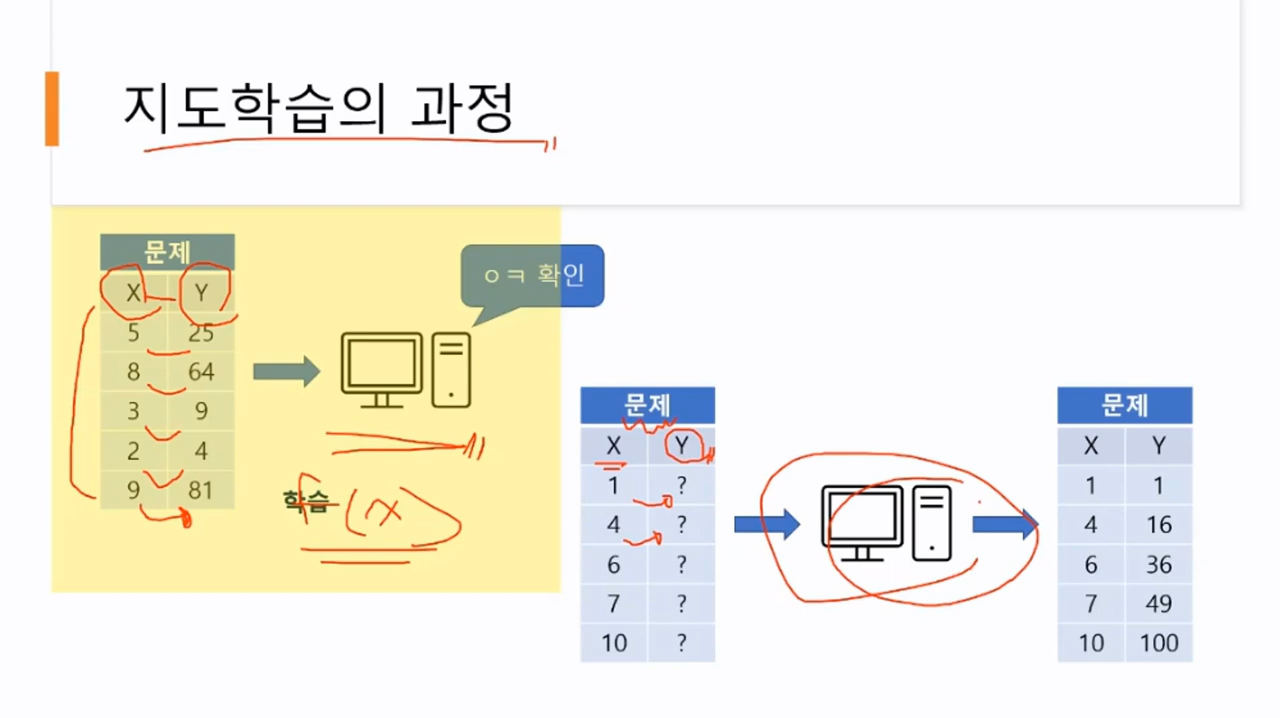 지도학습의 과정
문제
X Y
5 25
8 64
3 9
2 4
9 81
ㅇㅋ 확인
학습
f(x)
문제
X Y
1 ?
4 ?
6 ?
7 ?
10 ?
문제
X Y
1 1
4 16
6 36
7 49
10 100